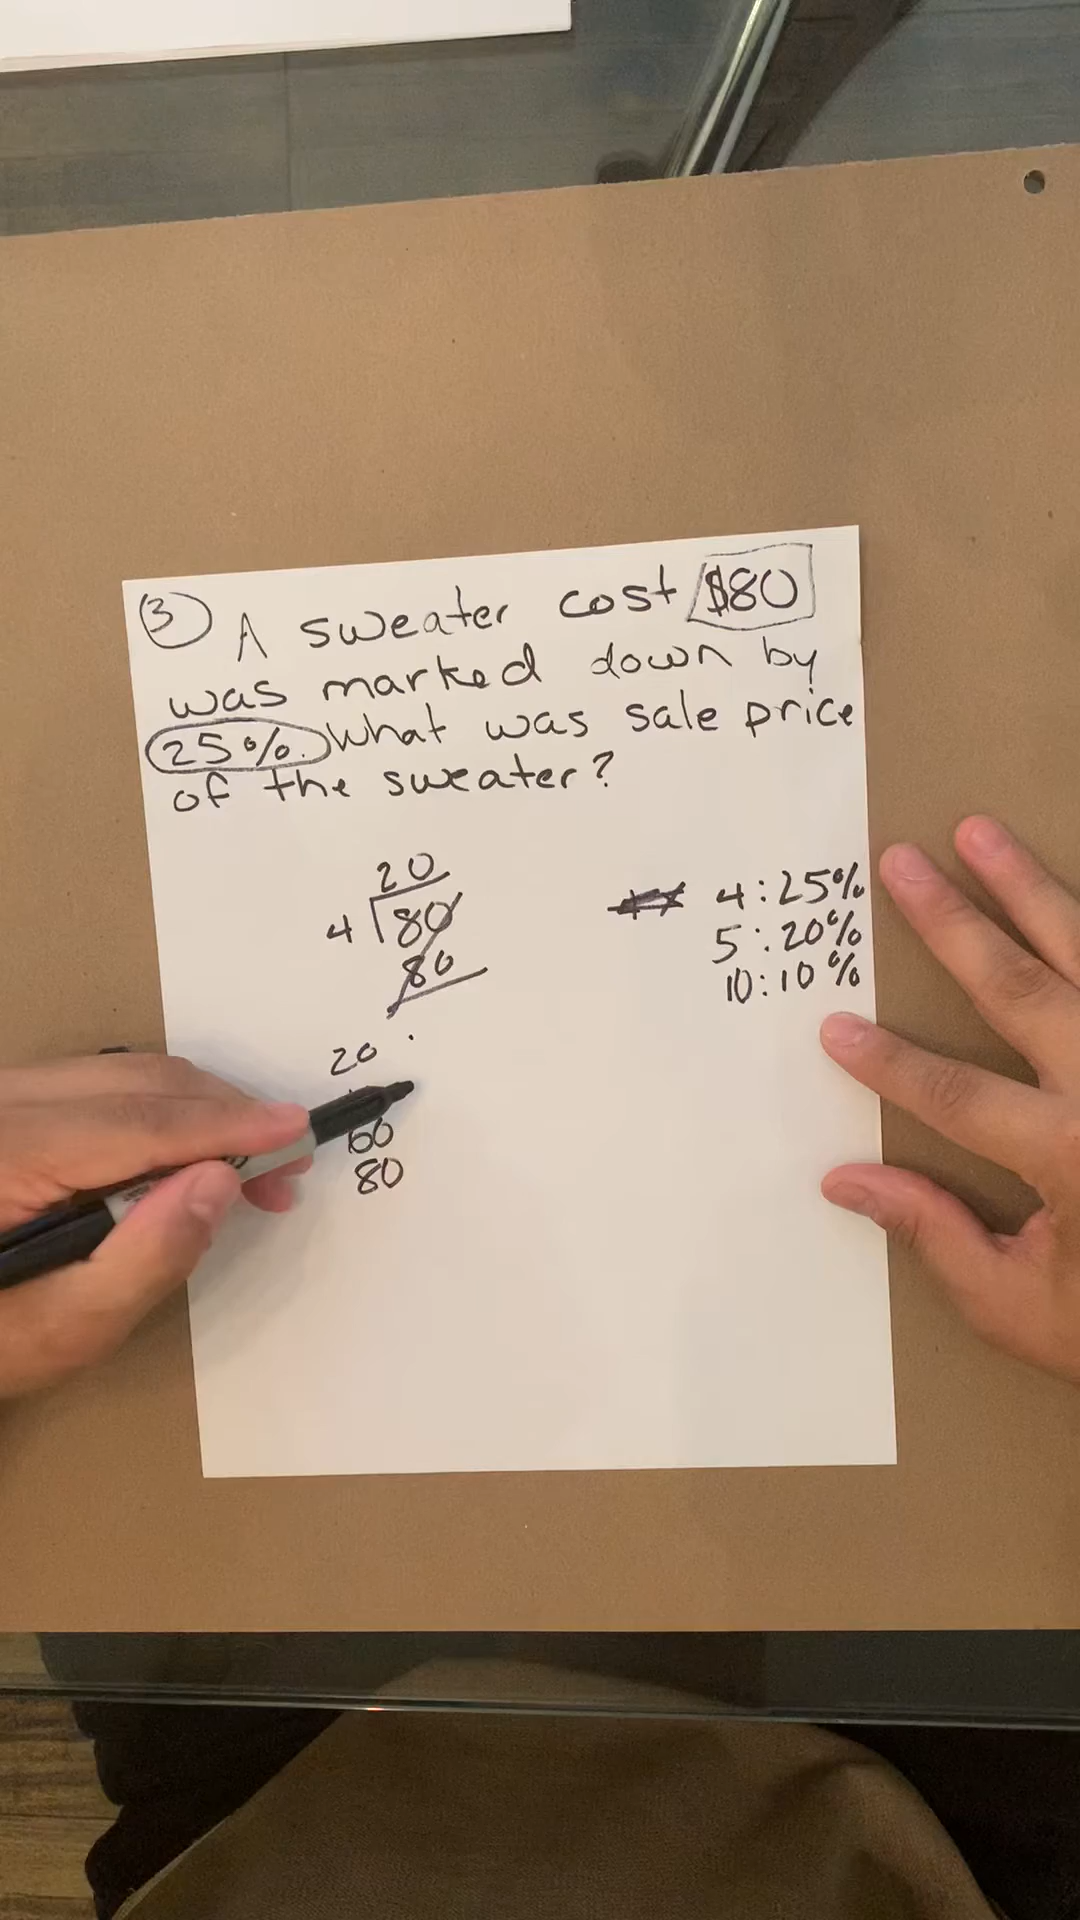 3 A sweater cost $80
was marked down by
25%. What was sale price
of the sweater?
20
4 80
80
20
60
80
4:25%
5:20%
10:10%